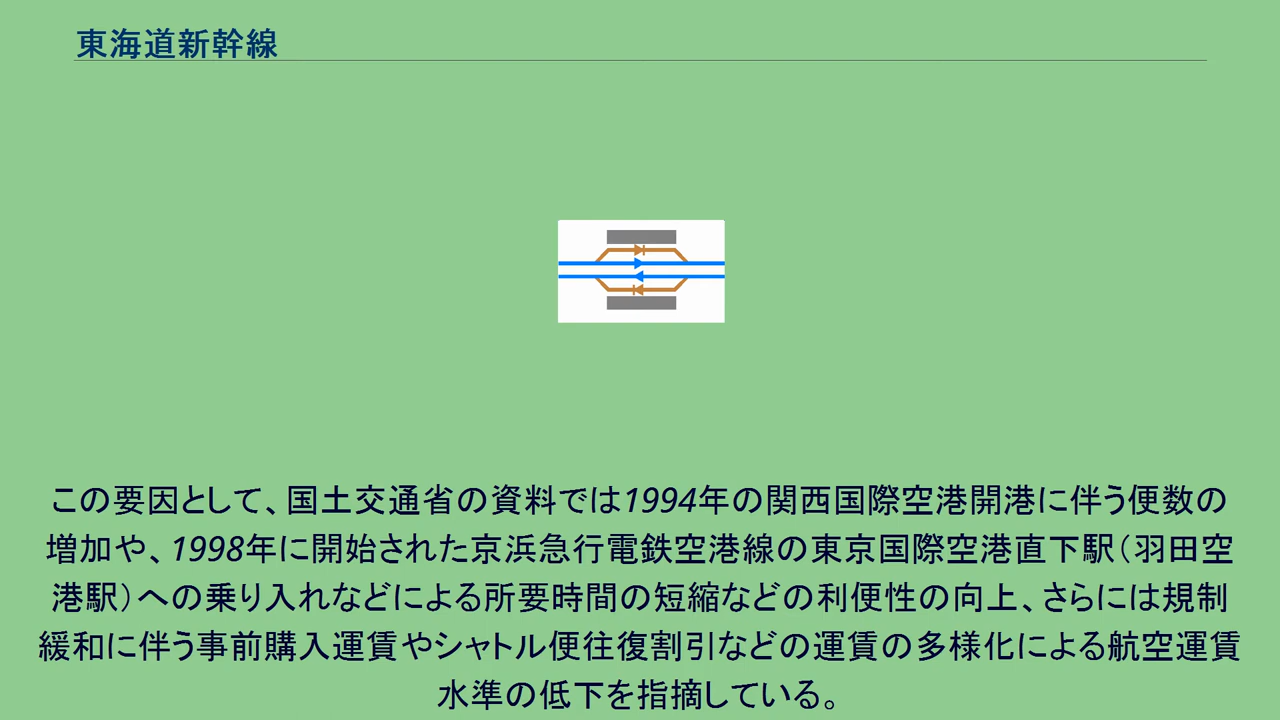 東海道新幹線
この要因として、国土交通省の資料では1994年の関西国際空港開港に伴う便数の
増加や、1998年に開始された京浜急行電鉄空港線の東京国際空港直下駅（羽田空
港駅）への乗り入れなどによる所要時間の短縮などの利便性の向上、さらには規制
緩和に伴う事前購入運賃やシャトル便往復割引などの運賃の多様化による航空運賃
水準の低下を指摘している。